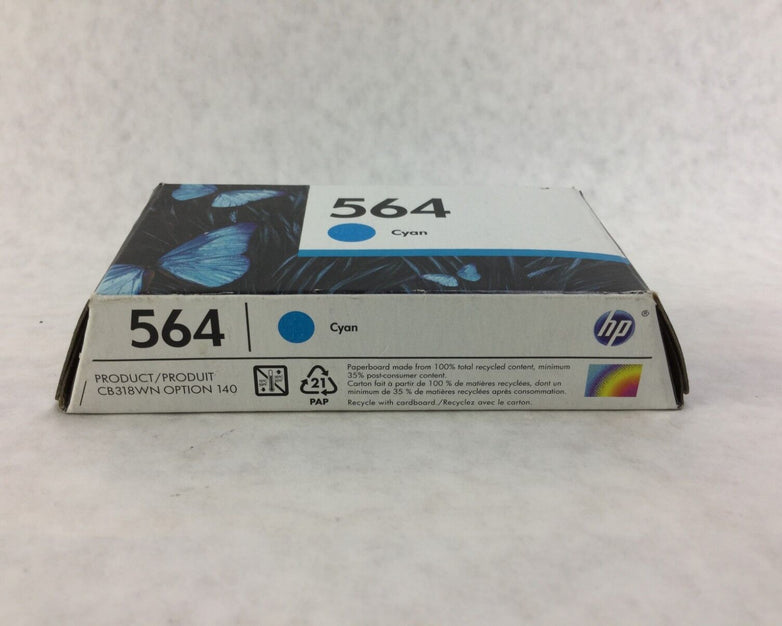 564
Cyan
564
Cyan
hp
®
PRODUCT/PRODUIT
CB318WN OPTION 140
21
PAP
Paperboard made from 100% total recycled content, minimum
35% post-consumer content.
Carton fait à partir de 100 % de matières recyclées, dont un
minimum de 35 % de matières recyclées après consommation.
Recycle with cardboard./Recyclez avec le carton.